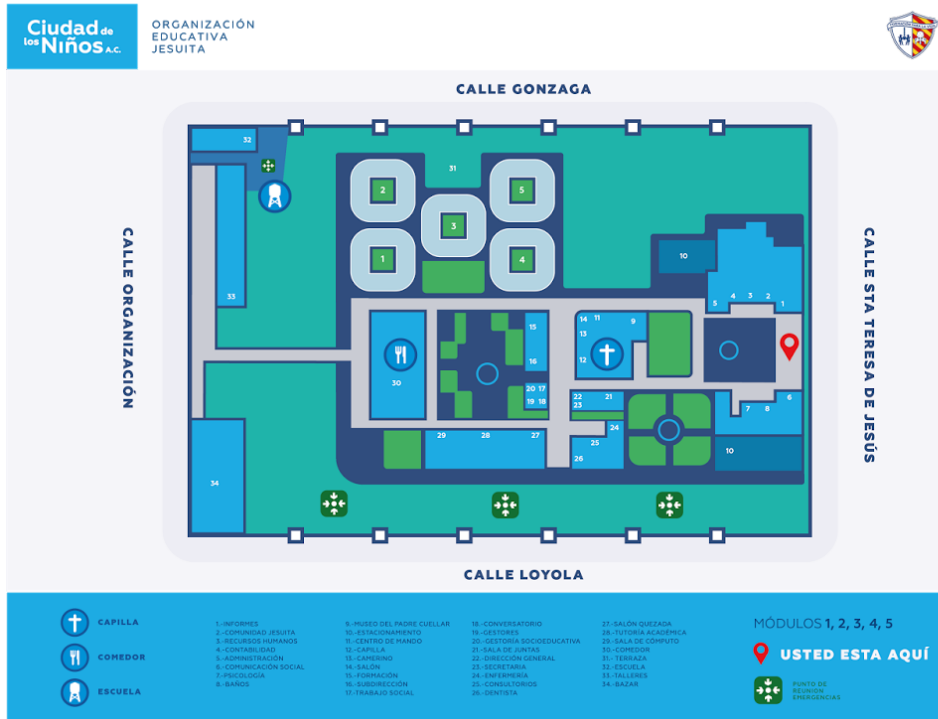 Ciudad de
los Niños A.C.
ORGANIZACIÓN
EDUCATIVA
JESUITA
CALLE GONZAGA
CALLE ORGANIZACIÓN
CALLE STA TERESA DE JESÚS
32
31
2
5
3
1
4
33
10
5
4
3
2
1
14
11
9
13
12
15
16
30
20
17
19
18
22
21
23
24
25
26
29
28
27
6
7
8
10
34
CALLE LOYOLA
CAPILLA
COMEDOR
ESCUELA
1.-INFORMES
2.-COMUNIDAD JESUITA
3.-RECURSOS HUMANOS
4.-CONTABILIDAD
5.-ADMINISTRACIÓN
6.-COMUNICACIÓN SOCIAL
7.-PSICOLOGÍA
8.-BAÑOS
9.-MUSEO DEL PADRE CUELLAR
10.-ESTACIONAMIENTO
11.-CENTRO DE MANDO
12.-CAPILLA
13.-CAMERINO
14.-SALÓN
15.-FORMACIÓN
16.-SUBDIRECCIÓN
17.-TRABAJO SOCIAL
18.-CONVERSATORIO
19.-GESTORES
20.-GESTORÍA SOCIOEDUCATIVA
21.-SALA DE JUNTAS
22.-DIRECCIÓN GENERAL
23.-SECRETARIA
24.-ENFERMERÍA
25.-CONSULTORIOS
26.-DENTISTA
27.-SALÓN QUEZADA
28.-TUTORÍA ACADÉMICA
29.-SALA DE CÓMPUTO
30.-COMEDOR
31.- TERRAZA
32.-ESCUELA
33.-TALLERES
34.-BAZAR
MÓDULOS 1, 2, 3, 4, 5
USTED ESTA AQUÍ
PUNTO DE
REUNIÓN
EMERGENCIAS